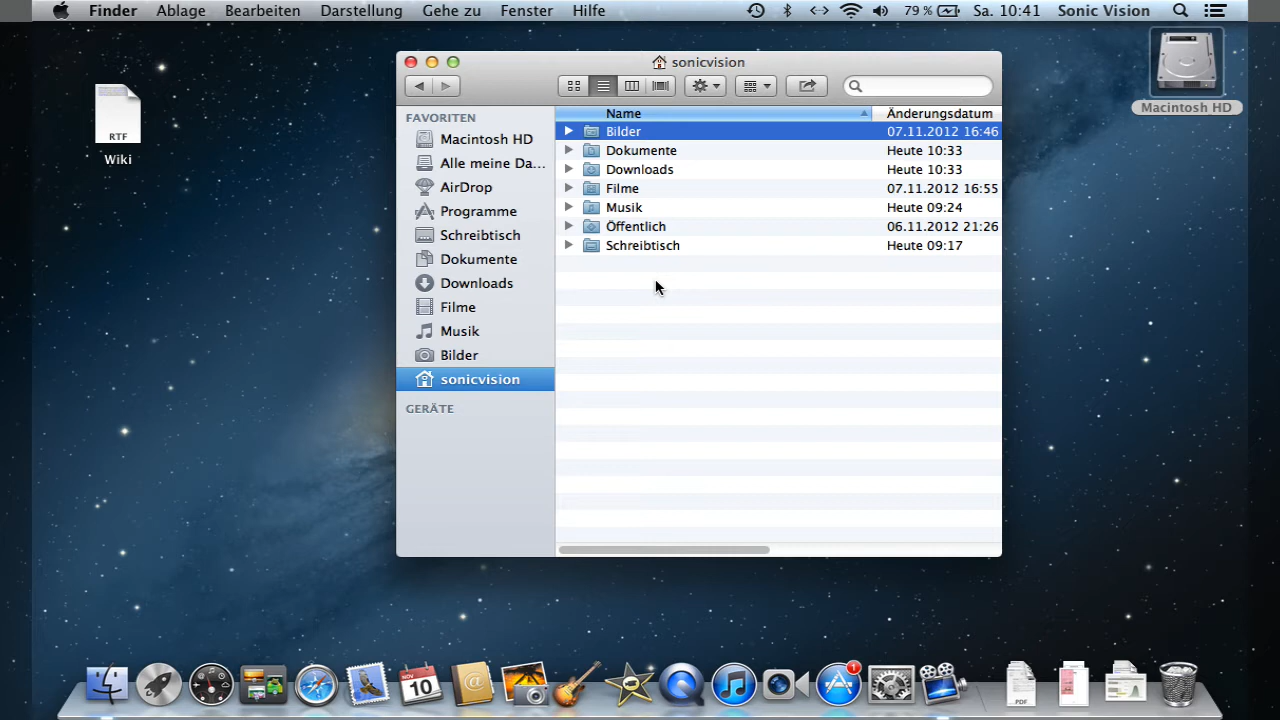 Finder Ablage Bearbeiten Darstellung Gehe zu Fenster Hilfe 79 % Sa. 10:41 Sonic Vision
sonicvision
Macintosh HD
RTF
Wiki
FAVORITEN
Macintosh HD
Alle meine Da...
AirDrop
Programme
Schreibtisch
Dokumente
Downloads
Filme
Musik
Bilder
sonicvision
GERÄTE
Name Änderungsdatum
Bilder 07.11.2012 16:46
Dokumente Heute 10:33
Downloads Heute 10:33
Filme 07.11.2012 16:55
Musik Heute 09:24
Öffentlich 06.11.2012 21:26
Schreibtisch Heute 09:17
NOV
10
1
PDF